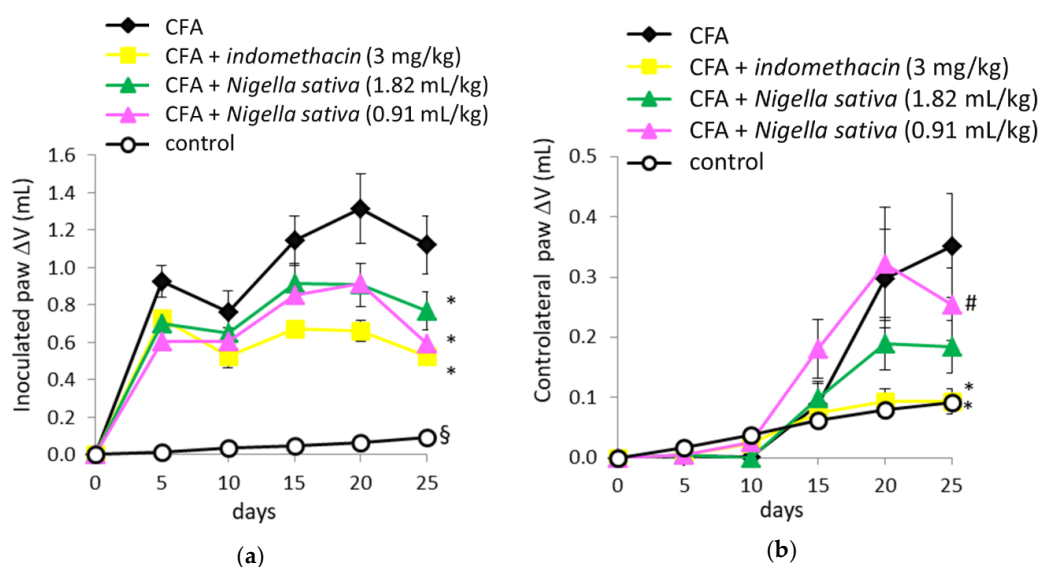 CFA
CFA + indomethacin (3 mg/kg)
CFA + Nigella sativa (1.82 mL/kg)
CFA + Nigella sativa (0.91 mL/kg)
control
Inoculated paw ΔV (mL)
1.6
1.4
1.2
1.0
0.8
0.6
0.4
0.2
0.0
*
*
*
§
0 5 10 15 20 25
days
(a)
CFA
CFA + indomethacin (3 mg/kg)
CFA + Nigella sativa (1.82 mL/kg)
CFA + Nigella sativa (0.91 mL/kg)
control
Controlateral paw ΔV (mL)
0.5
0.4
0.3
0.2
0.1
0.0
#
*
*
0 5 10 15 20 25
days
(b)